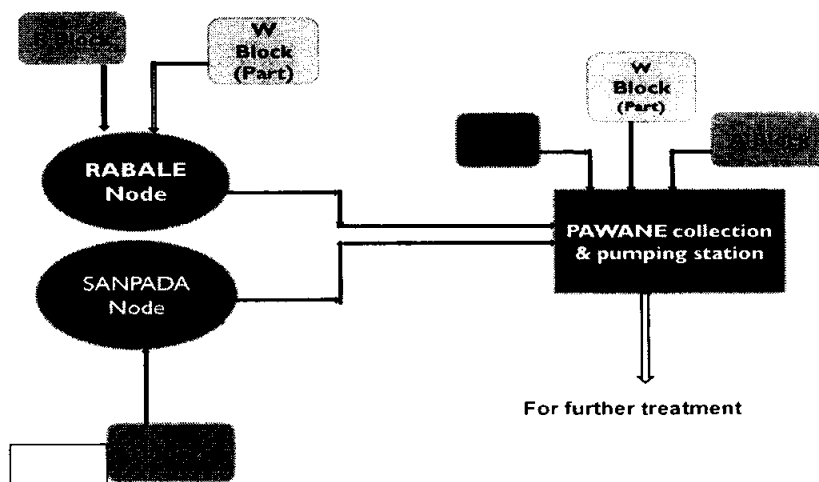 W
Block
(Part)
W
Block
(Part)
RABALE
Node
PAWANE collection
& pumping station
SANPADA
Node
For further treatment